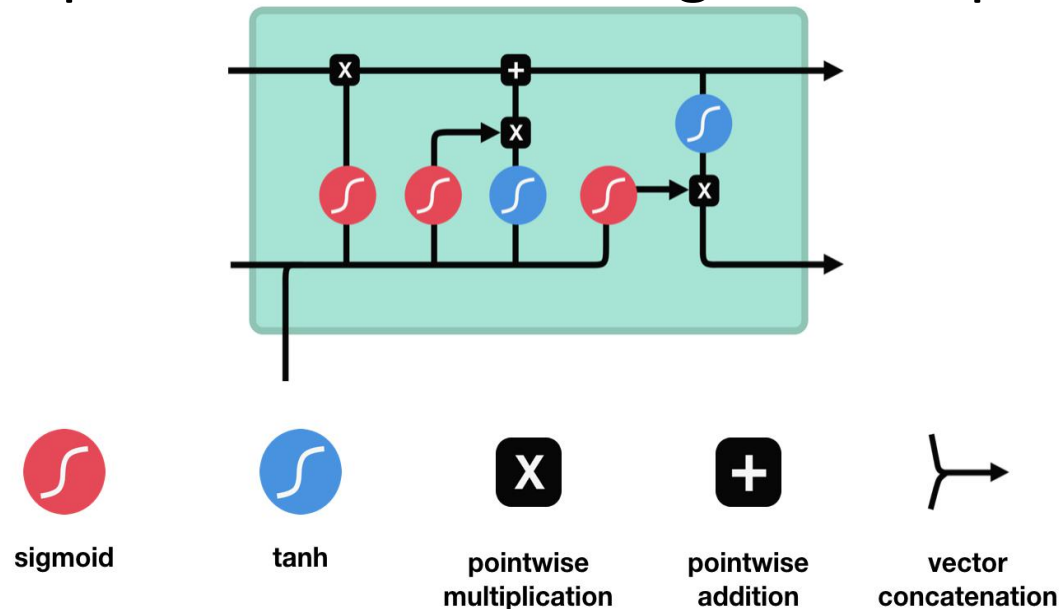 X
+
X
X
X
+
sigmoid
tanh
pointwise
multiplication
pointwise
addition
vector
concatenation